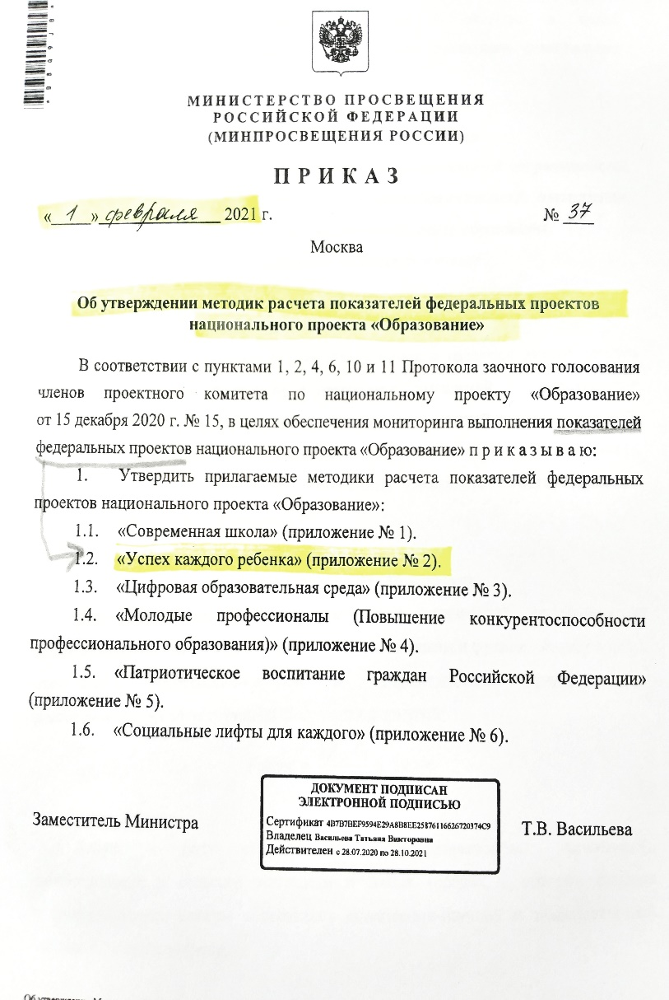 МИНИСТЕРСТВО ПРОСВЕЩЕНИЯ
РОССИЙСКОЙ ФЕДЕРАЦИИ
(МИНПРОСВЕЩЕНИЯ РОССИИ)
ПРИКАЗ
« 1 » февраля 2021 г. № 37
Москва
Об утверждении методик расчета показателей федеральных проектов
национального проекта «Образование»
В соответствии с пунктами 1, 2, 4, 6, 10 и 11 Протокола заочного голосования
членов проектного комитета по национальному проекту «Образование»
от 15 декабря 2020 г. № 15, в целях обеспечения мониторинга выполнения показателей
федеральных проектов национального проекта «Образование» п р и к а з ы в а ю:
1. Утвердить прилагаемые методики расчета показателей федеральных
проектов национального проекта «Образование»:
1.1. «Современная школа» (приложение № 1).
1.2. «Успех каждого ребенка» (приложение № 2).
1.3. «Цифровая образовательная среда» (приложение № 3).
1.4. «Молодые профессионалы (Повышение конкурентоспособности
профессионального образования)» (приложение № 4).
1.5. «Патриотическое воспитание граждан Российской Федерации»
(приложение № 5).
1.6. «Социальные лифты для каждого» (приложение № 6).
ДОКУМЕНТ ПОДПИСАН
ЭЛЕКТРОННОЙ ПОДПИСЬЮ
Сертификат 4B7B7BEF9594E29A8B8EE25876116626720374C9
Владелец Васильева Татьяна Викторовна
Действителен с 28.07.2020 по 28.10.2021
Заместитель Министра Т.В. Васильева